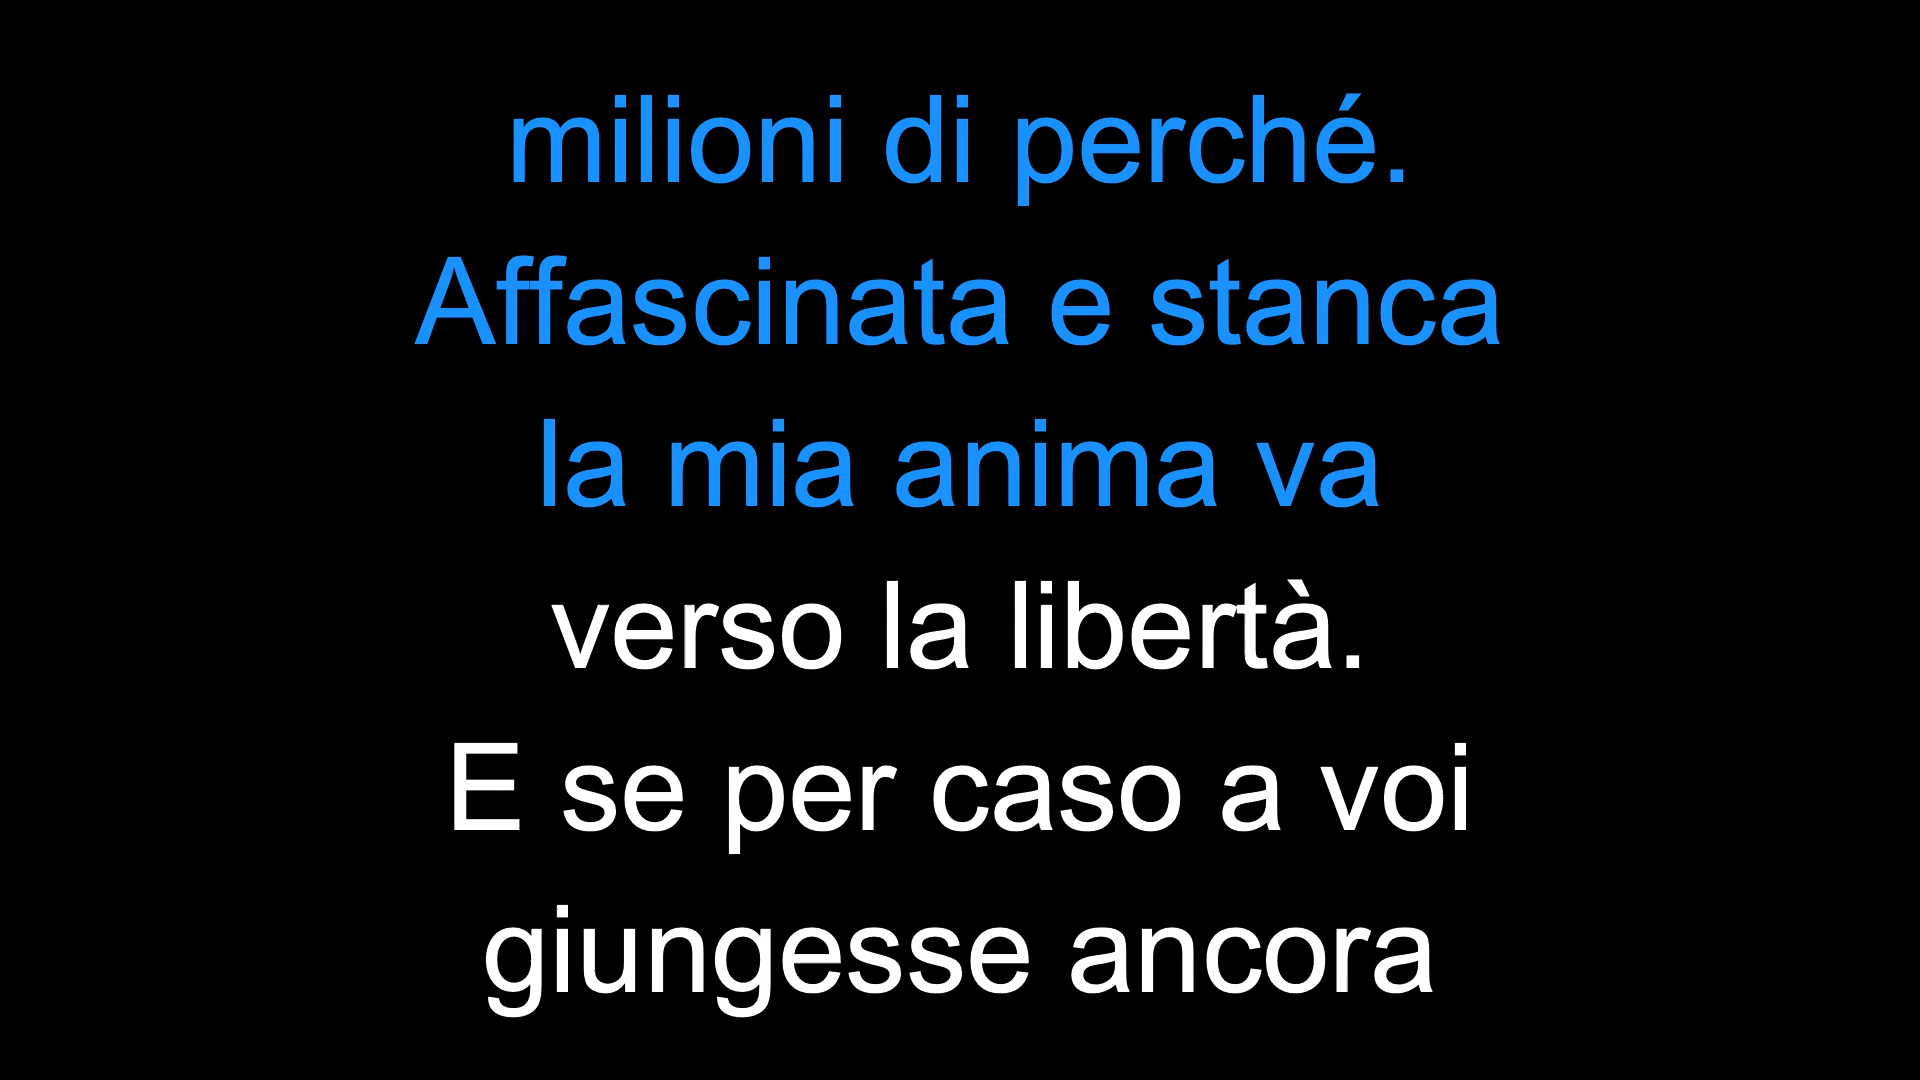 milioni di perché.
Affascinata e stanca
la mia anima va
verso la libertà.
E se per caso a voi
giungesse ancora